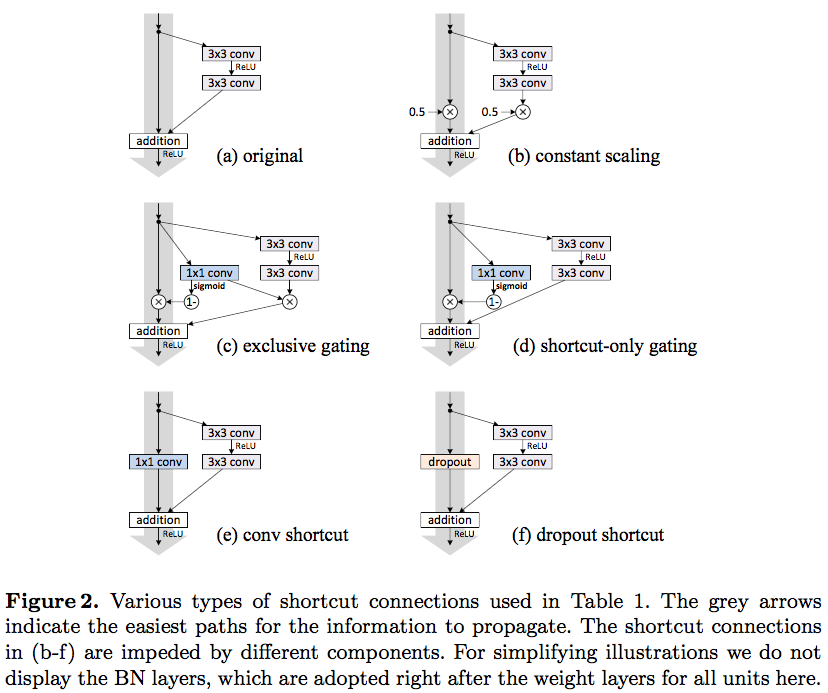 3x3 conv
ReLU
3x3 conv
addition
ReLU
(a) original
3x3 conv
ReLU
3x3 conv
0.5
0.5
addition
ReLU
(b) constant scaling
3x3 conv
ReLU
1x1 conv
3x3 conv
sigmoid
1-
addition
ReLU
(c) exclusive gating
3x3 conv
ReLU
1x1 conv
3x3 conv
sigmoid
1-
addition
ReLU
(d) shortcut-only gating
3x3 conv
ReLU
1x1 conv
3x3 conv
addition
ReLU
(e) conv shortcut
3x3 conv
ReLU
dropout
3x3 conv
addition
ReLU
(f) dropout shortcut
Figure 2. Various types of shortcut connections used in Table 1. The grey arrows
indicate the easiest paths for the information to propagate. The shortcut connections
in (b-f) are impeded by different components. For simplifying illustrations we do not
display the BN layers, which are adopted right after the weight layers for all units here.